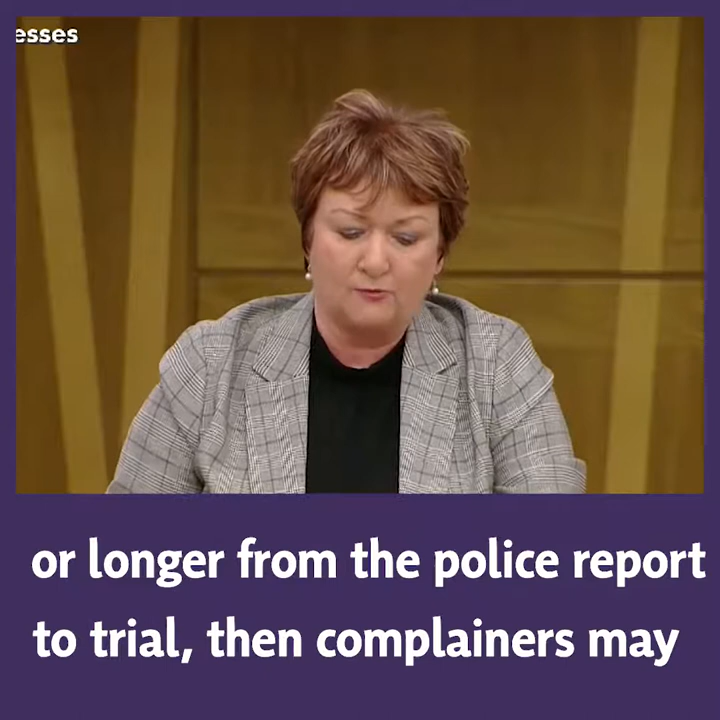 esses
or longer from the police report
to trial, then complainers may